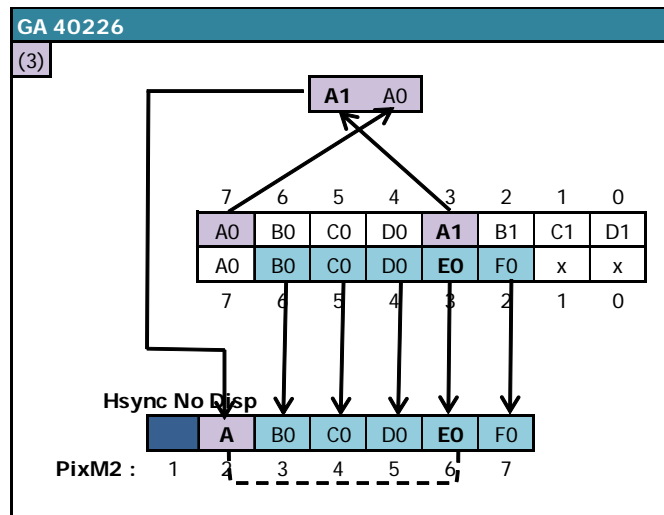 GA 40226
(3)
A1 A0
7 6 5 4 3 2 1 0
A0 B0 C0 D0 A1 B1 C1 D1
A0 B0 C0 D0 E0 F0 x x
7 6 5 4 3 2 1 0
Hsync No Disp
A B0 C0 D0 E0 F0
PixM2 : 1 2 3 4 5 6 7